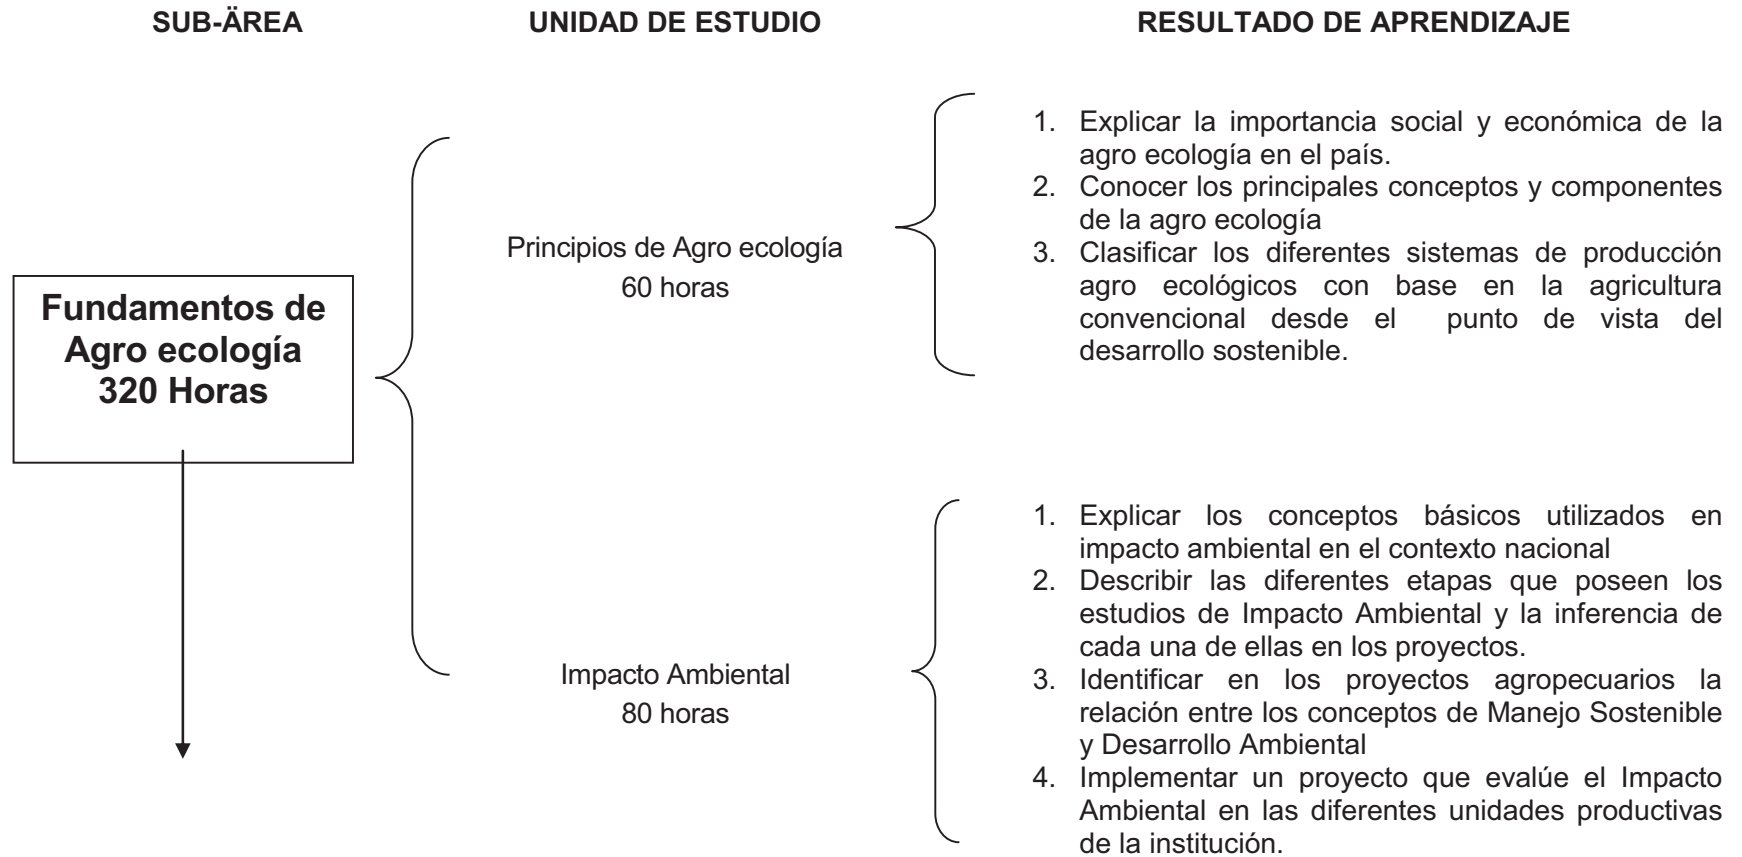 SUB-ÄREA UNIDAD DE ESTUDIO RESULTADO DE APRENDIZAJE
Fundamentos de
Agro ecología
320 Horas
Principios de Agro ecología
60 horas
1. Explicar la importancia social y económica de la
agro ecología en el país.
2. Conocer los principales conceptos y componentes
de la agro ecología
3. Clasificar los diferentes sistemas de producción
agro ecológicos con base en la agricultura
convencional desde el punto de vista del
desarrollo sostenible.
Impacto Ambiental
80 horas
1. Explicar los conceptos básicos utilizados en
impacto ambiental en el contexto nacional
2. Describir las diferentes etapas que poseen los
estudios de Impacto Ambiental y la inferencia de
cada una de ellas en los proyectos.
3. Identificar en los proyectos agropecuarios la
relación entre los conceptos de Manejo Sostenible
y Desarrollo Ambiental
4. Implementar un proyecto que evalúe el Impacto
Ambiental en las diferentes unidades productivas
de la institución.